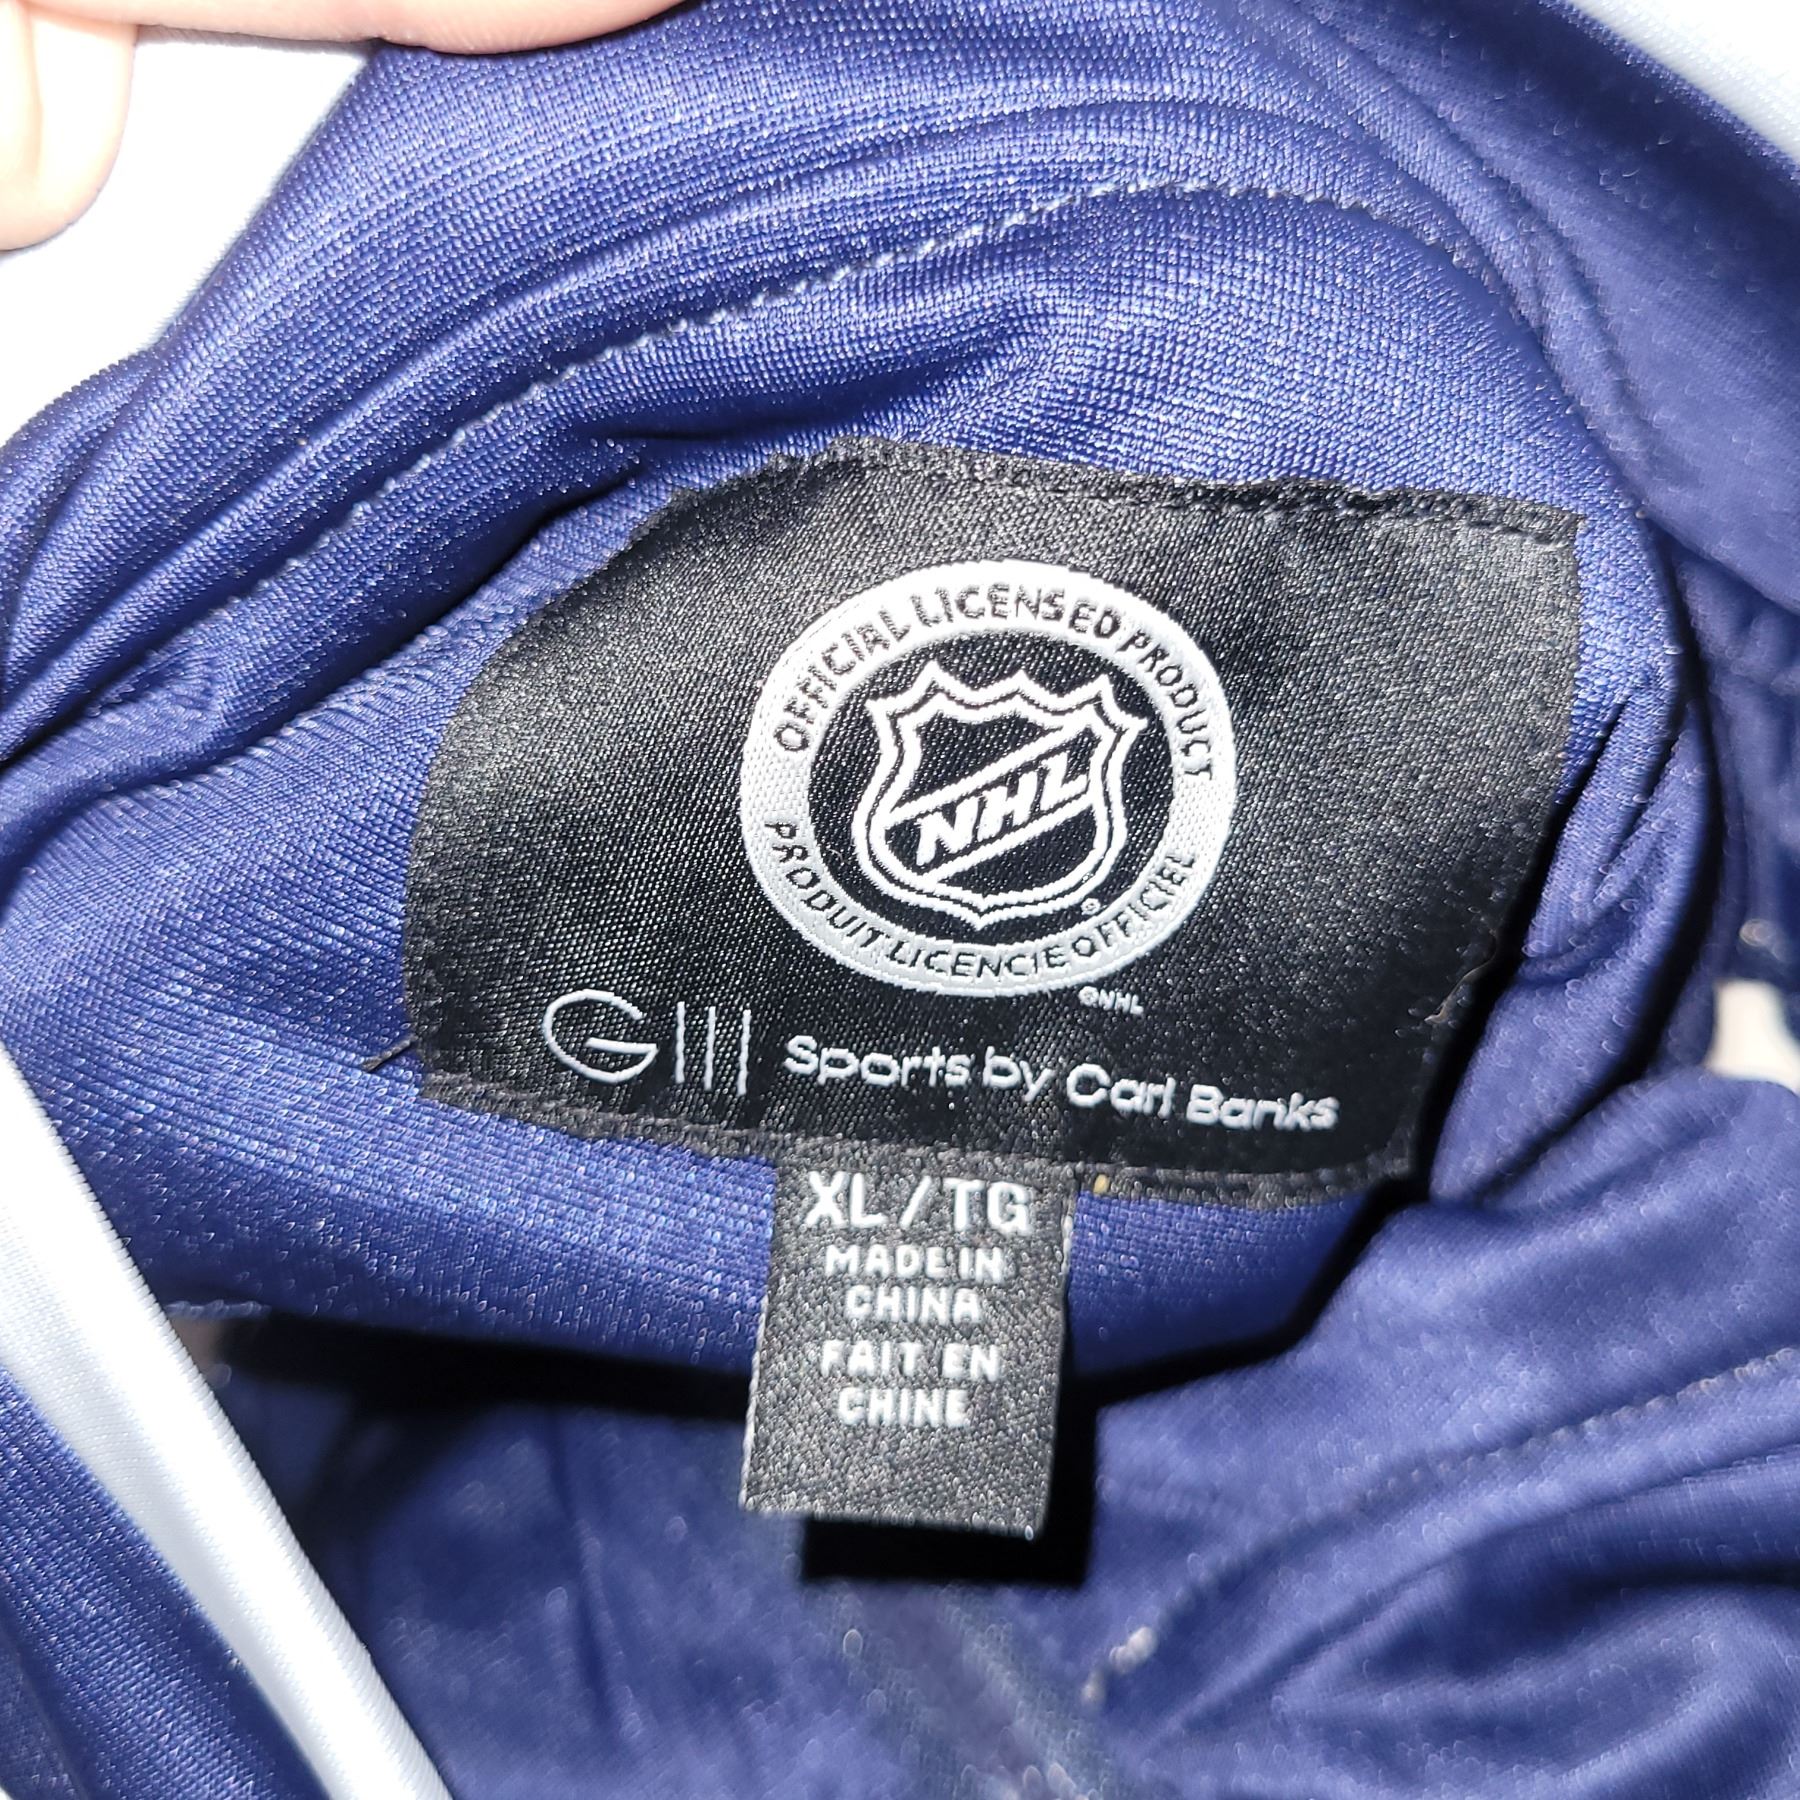 OFFICIAL LICENSED PRODUCT
NHL
®
PRODUIT LICENCIE OFFICIEL
©NHL
GIII Sports by Carl Banks
XL / TG
MADE IN
CHINA
FAIT EN
CHINE